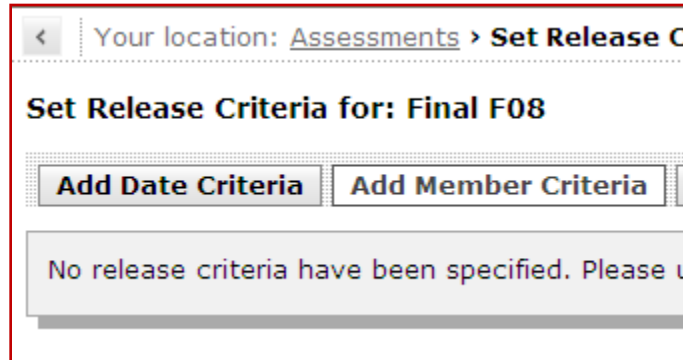 Your location: Assessments › Set Release
Set Release Criteria for: Final F08
Add Date Criteria Add Member Criteria
No release criteria have been specified. Please